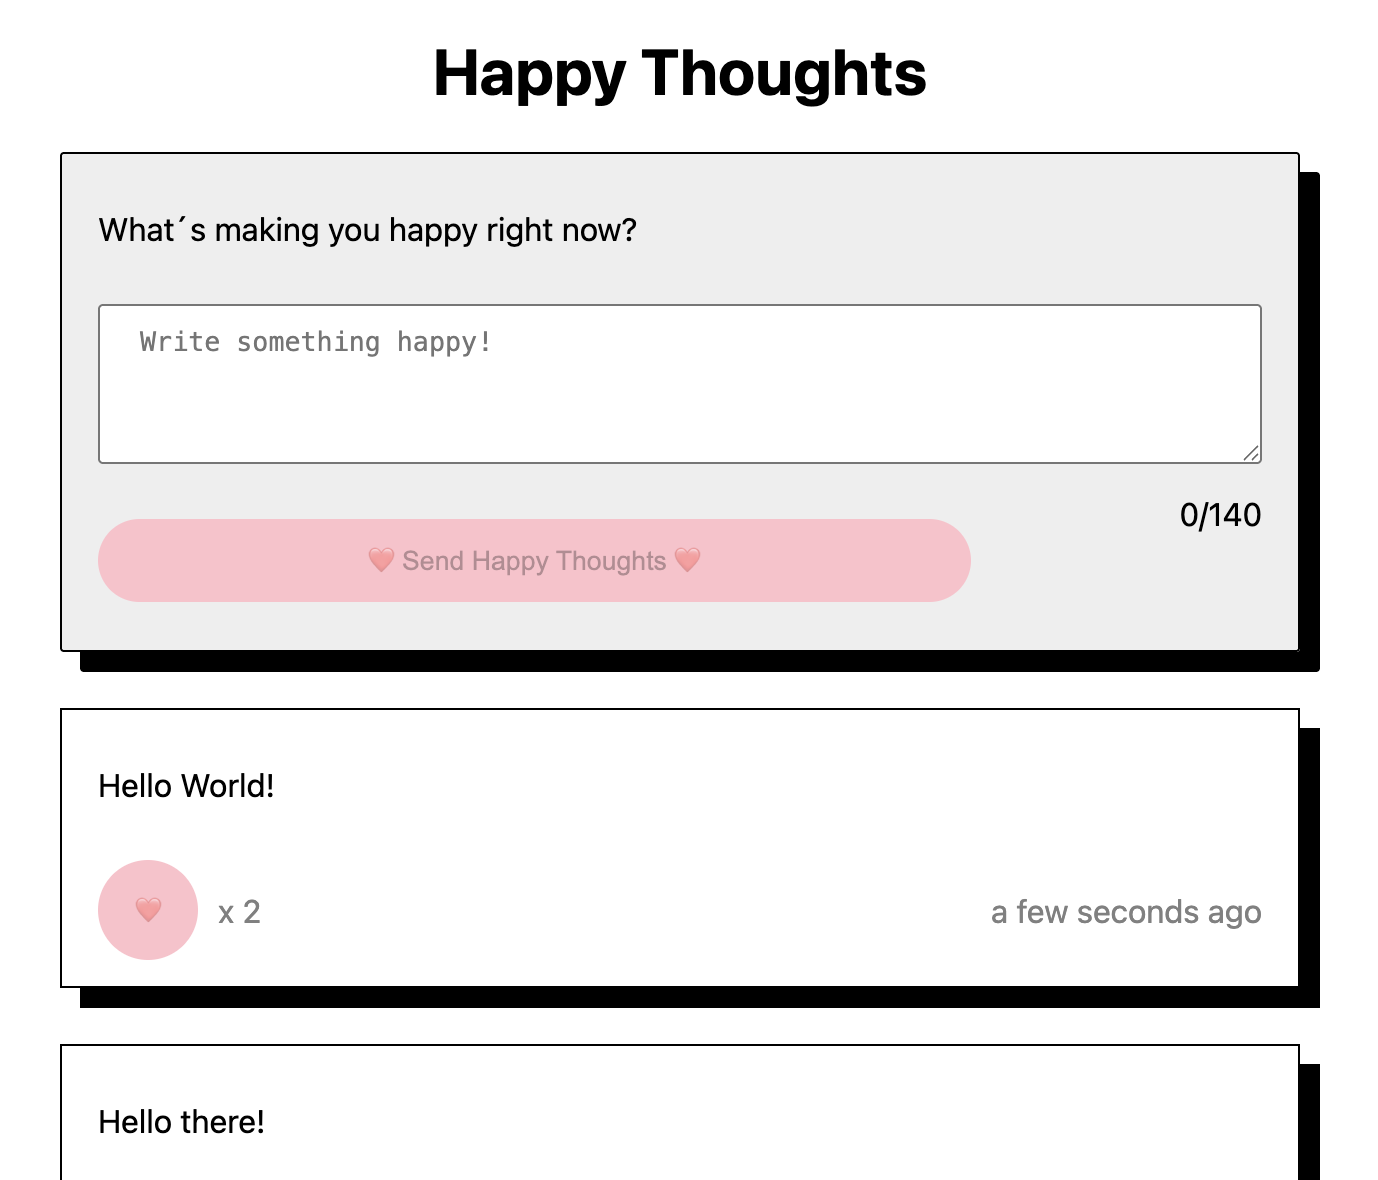 Happy Thoughts
What´s making you happy right now?
Write something happy!
0/140
❤️ Send Happy Thoughts ❤️
Hello World!
❤️ x 2 a few seconds ago
Hello there!